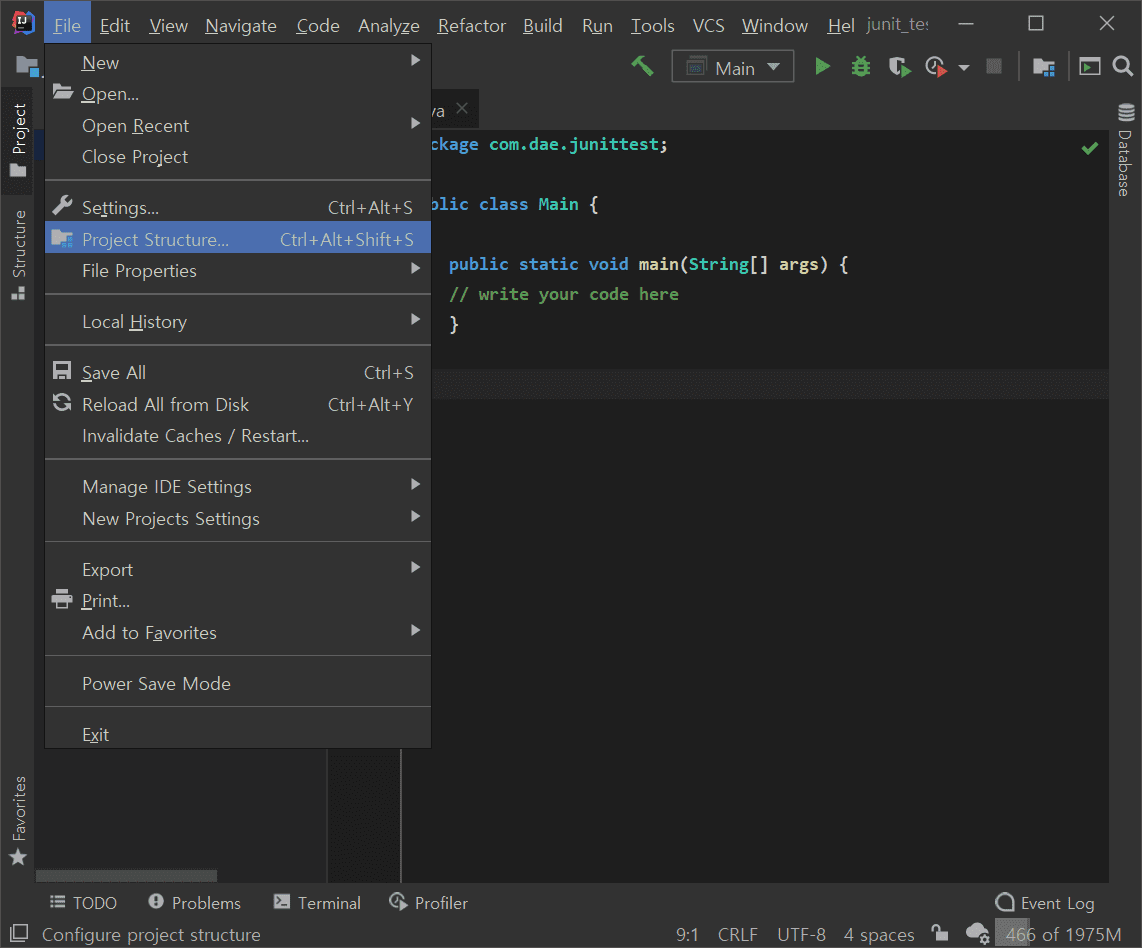 File Edit View Navigate Code Analyze Refactor Build Run Tools VCS Window Hel junit_tes
Main
va
New
Open...
Open Recent
Close Project
Settings... Ctrl+Alt+S
Project Structure... Ctrl+Alt+Shift+S
File Properties
Local History
Save All Ctrl+S
Reload All from Disk Ctrl+Alt+Y
Invalidate Caches / Restart...
Manage IDE Settings
New Projects Settings
Export
Print...
Add to Favorites
Power Save Mode
Exit
Project
Structure
Favorites
ckage com.dae.junittest;
blic class Main {
public static void main(String[] args) {
// write your code here
}
Database
TODO Problems Terminal Profiler Event Log
Configure project structure 9:1 CRLF UTF-8 4 spaces 466 of 1975M